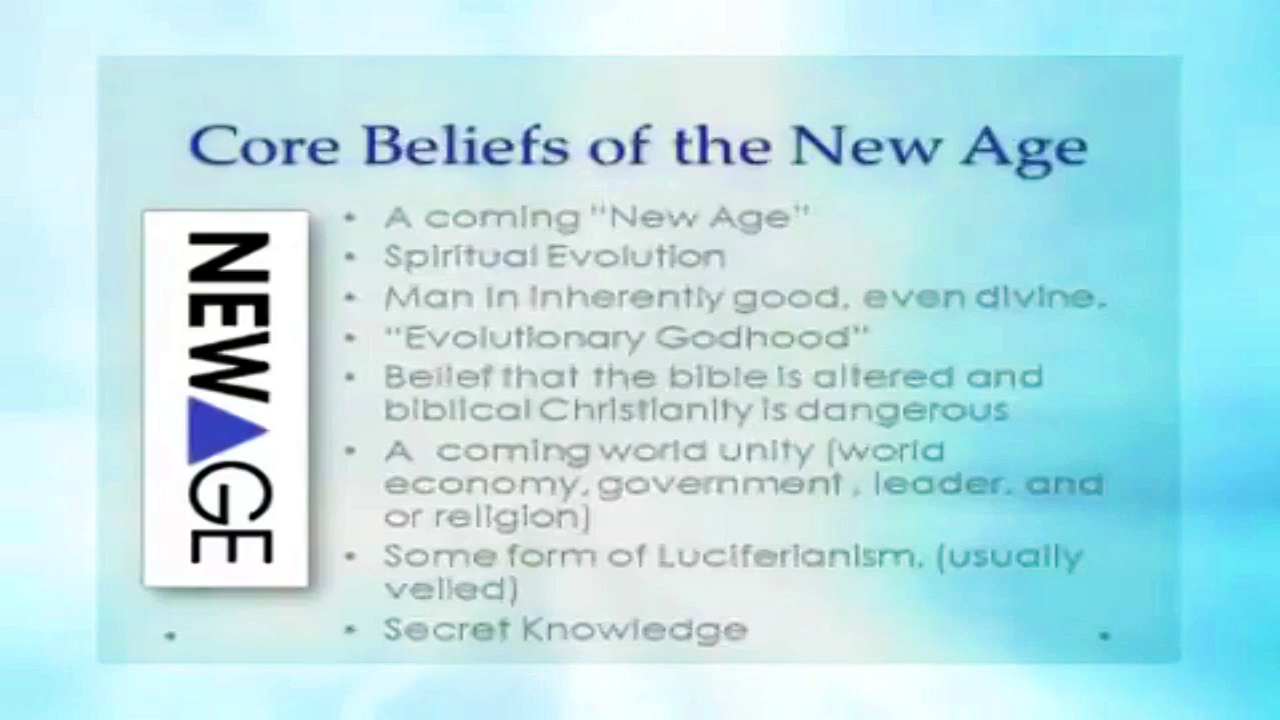 Core Beliefs of the New Age
NEWAGE
• A coming "New Age"
• Spiritual Evolution
• Man in inherently good, even divine.
• "Evolutionary Godhood"
• Belief that the bible is altered and
biblical Christianity is dangerous
• A coming world unity (world
economy, government , leader, and
or religion)
• Some form of Luciferianism, (usually
veiled)
• Secret Knowledge